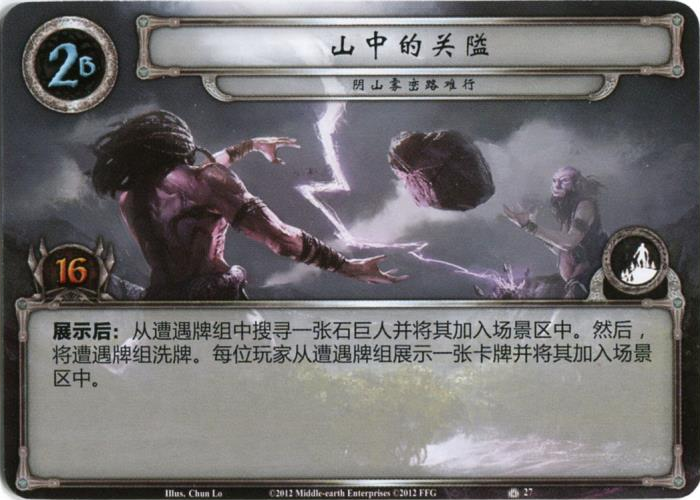 2B
山中的关隘
阴山雾峦路难行
16
展示后：从遭遇牌组中搜寻一张石巨人并将其加入场景区中。然后，
将遭遇牌组洗牌。每位玩家从遭遇牌组展示一张卡牌并将其加入场景
区中。
Illus. Chun Lo ©2012 Middle-earth Enterprises ©2012 FFG 27